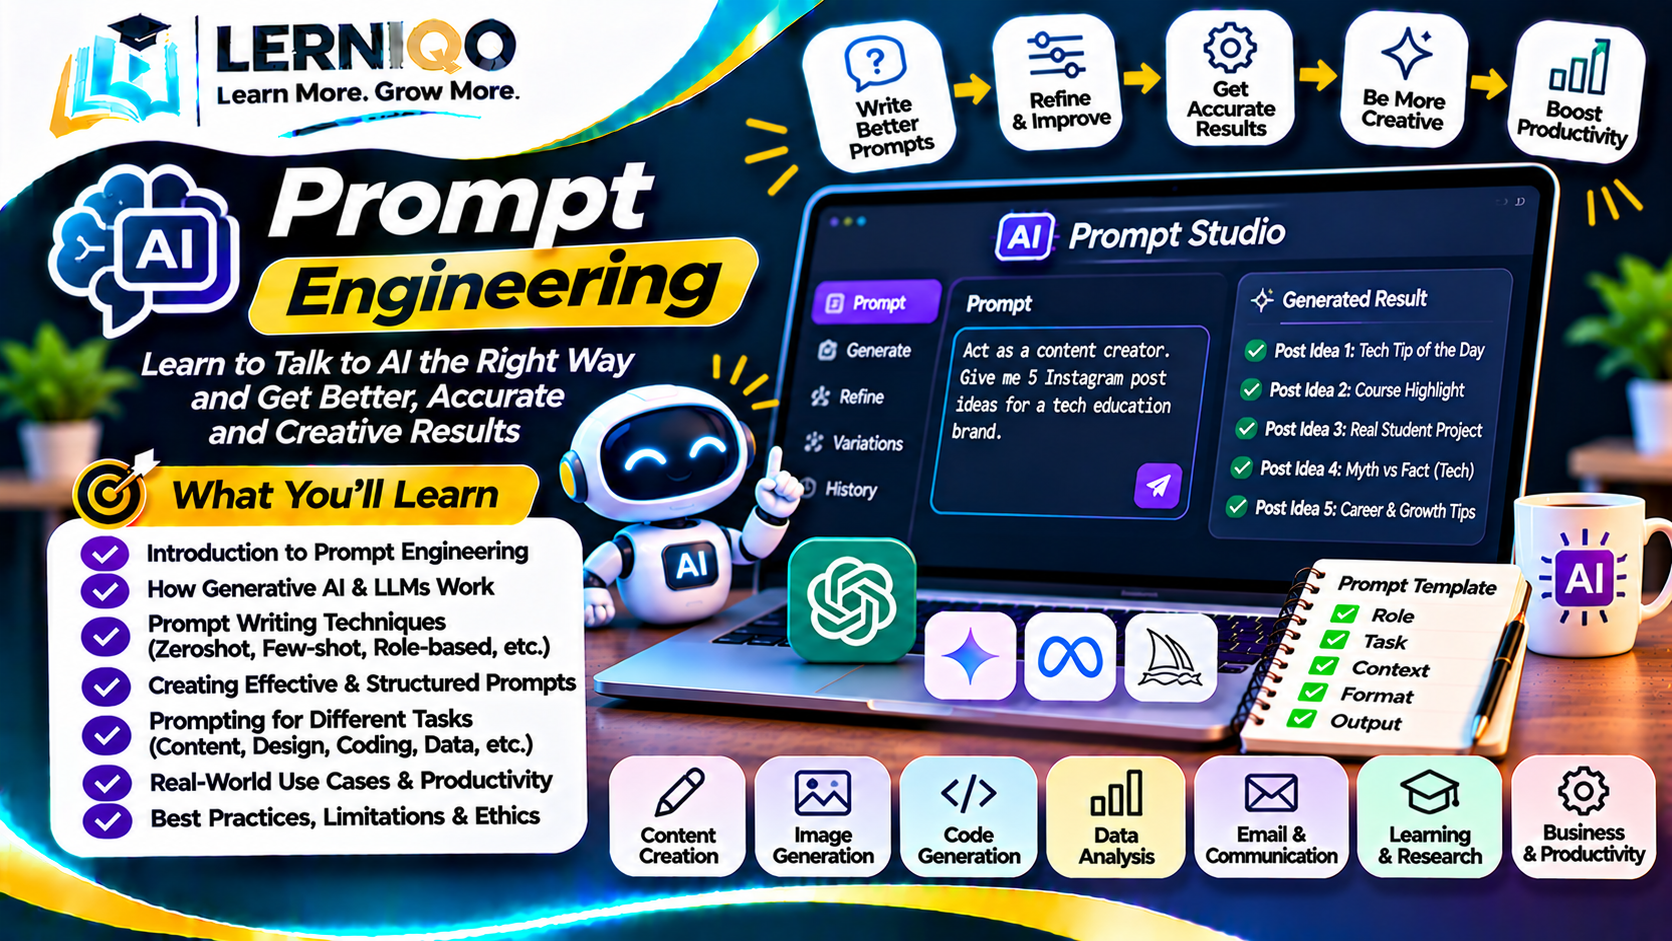 LERNIQO
Learn More. Grow More.
Write
Better
Prompts
Refine
& Improve
Get
Accurate
Results
Be More
Creative
Boost
Productivity
AI
Prompt
Engineering
Learn to Talk to AI the Right Way
and Get Better, Accurate
and Creative Results
What You'll Learn
Introduction to Prompt Engineering
How Generative AI & LLMs Work
Prompt Writing Techniques
(Zeroshot, Few-shot, Role-based, etc.)
Creating Effective & Structured Prompts
Prompting for Different Tasks
(Content, Design, Coding, Data, etc.)
Real-World Use Cases & Productivity
Best Practices, Limitations & Ethics
AI
AI Prompt Studio
Prompt
Generate
Refine
Variations
History
Prompt
Act as a content creator.
Give me 5 Instagram post
ideas for a tech education
brand.
Generated Result
Post Idea 1: Tech Tip of the Day
Post Idea 2: Course Highlight
Post Idea 3: Real Student Project
Post Idea 4: Myth vs Fact (Tech)
Post Idea 5: Career & Growth Tips
Prompt Template
Role
Task
Context
Format
Output
AI
Content
Creation
Image
Generation
Code
Generation
Data
Analysis
Email &
Communication
Learning
& Research
Business
& Productivity